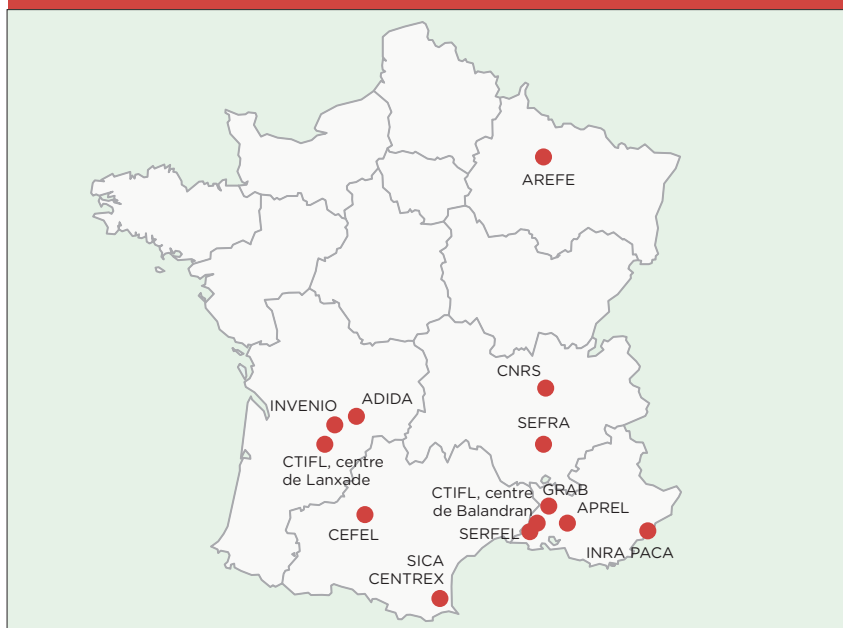 AREFE
CNRS
INVENIO
ADIDA
SEFRA
CTIFL, centre
de Lanxade
CTIFL, centre
de Balandran
GRAB
APREL
CEFEL
SERFEL
INRA PACA
SICA
CENTREX